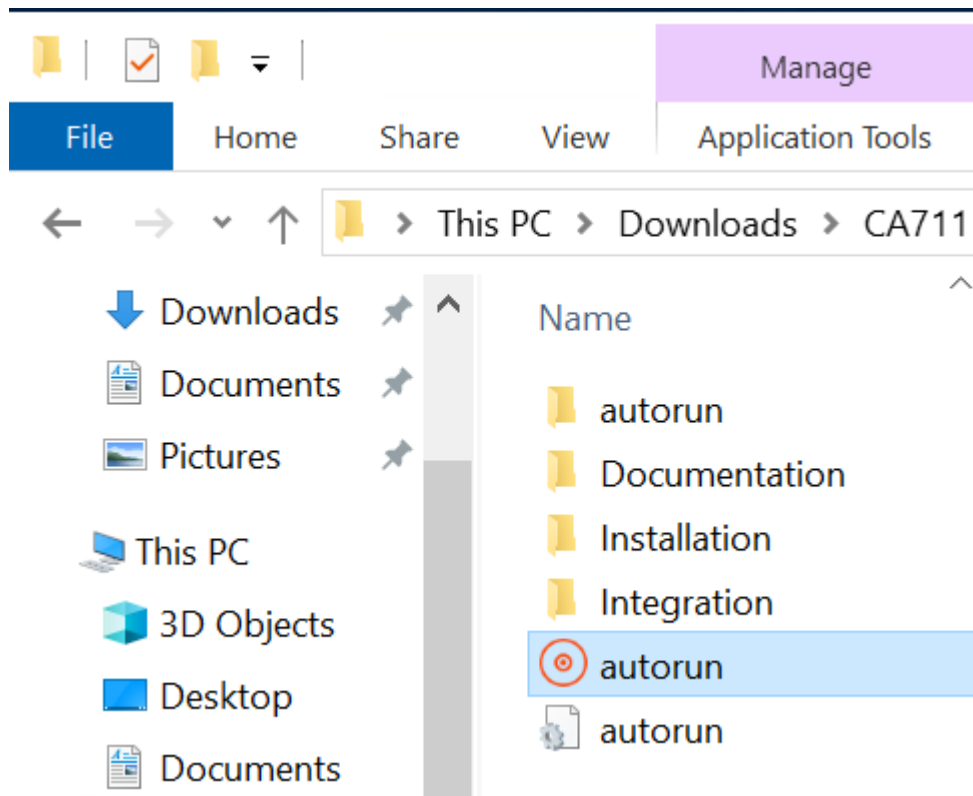 Manage
File Home Share View Application Tools
This PC Downloads CA711
Downloads
Documents
Pictures
This PC
3D Objects
Desktop
Documents
Name
autorun
Documentation
Installation
Integration
autorun
autorun